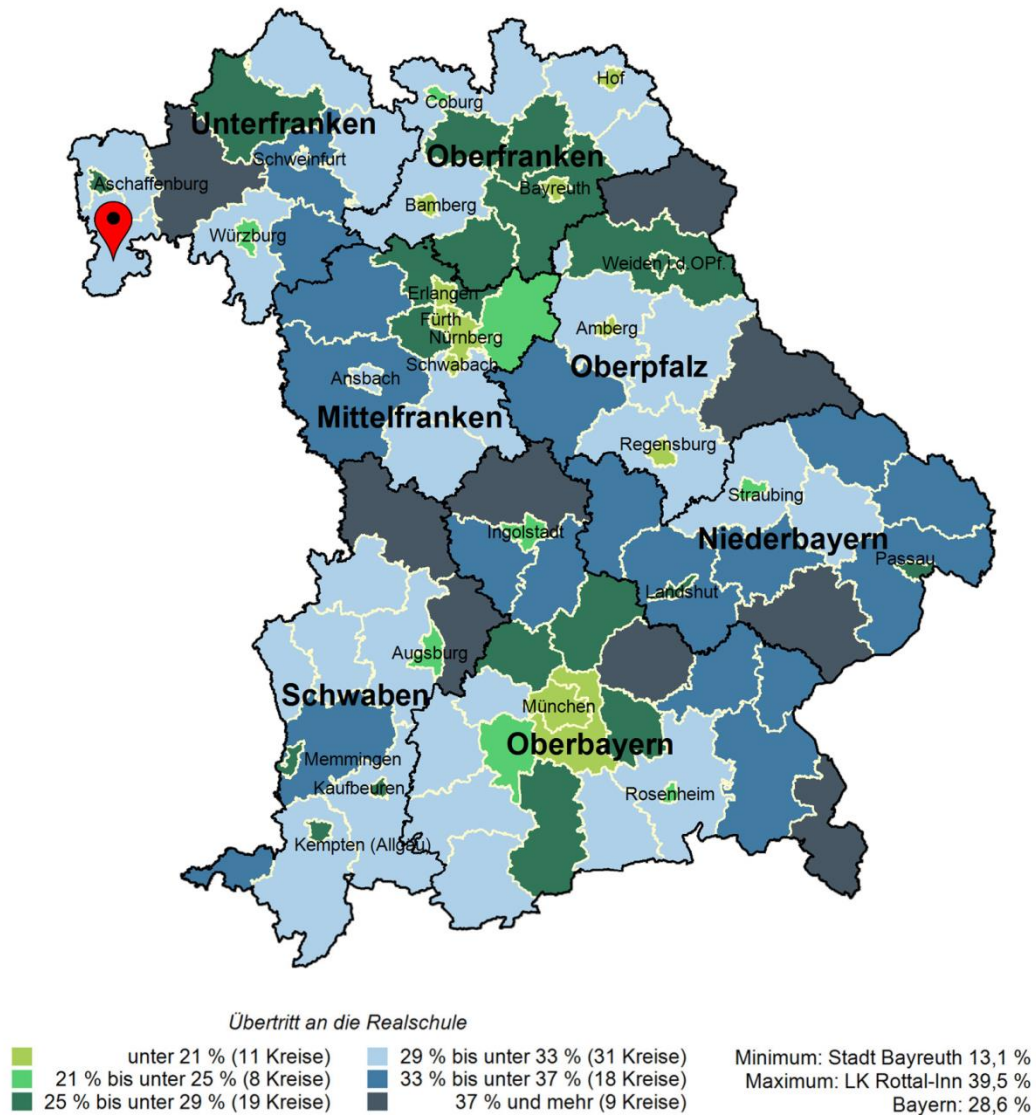 Hof
Coburg
Unterfranken
Schweinfurt
Oberfranken
Aschaffenburg
Bayreuth
Bamberg
Würzburg
Weiden i.d.OPf.
Erlangen
Fürth
Amberg
Nürnberg
Schwabach
Oberpfalz
Ansbach
Mittelfranken
Regensburg
Straubing
Ingolstadt
Niederbayern
Passau
Landshut
Augsburg
Schwaben
München
Oberbayern
Memmingen
Kaufbeuren
Rosenheim
Kempten (Allgäu)
Übertritt an die Realschule
unter 21 % (11 Kreise)
21 % bis unter 25 % (8 Kreise)
25 % bis unter 29 % (19 Kreise)
29 % bis unter 33 % (31 Kreise)
33 % bis unter 37 % (18 Kreise)
37 % und mehr (9 Kreise)
Minimum: Stadt Bayreuth 13,1 %
Maximum: LK Rottal-Inn 39,5 %
Bayern: 28,6 %